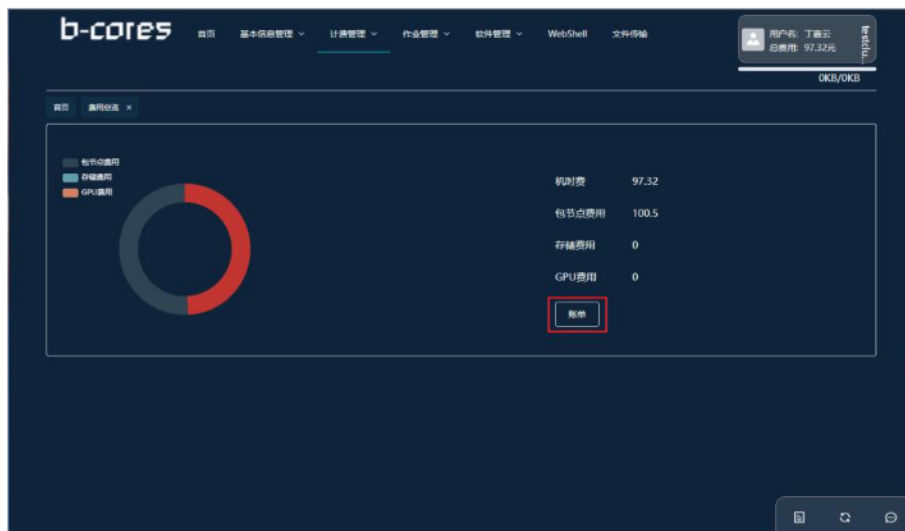 b-cores 首页 基本信息管理 计费管理 作业管理 软件管理 WebShell 文件传输
用户名: 丁嘉云
总费用: 97.32元
testclu...
0KB/0KB
首页 费用总览 ×
包节点费用
存储费用
GPU费用
机时费 97.32
包节点费用 100.5
存储费用 0
GPU费用 0
账单